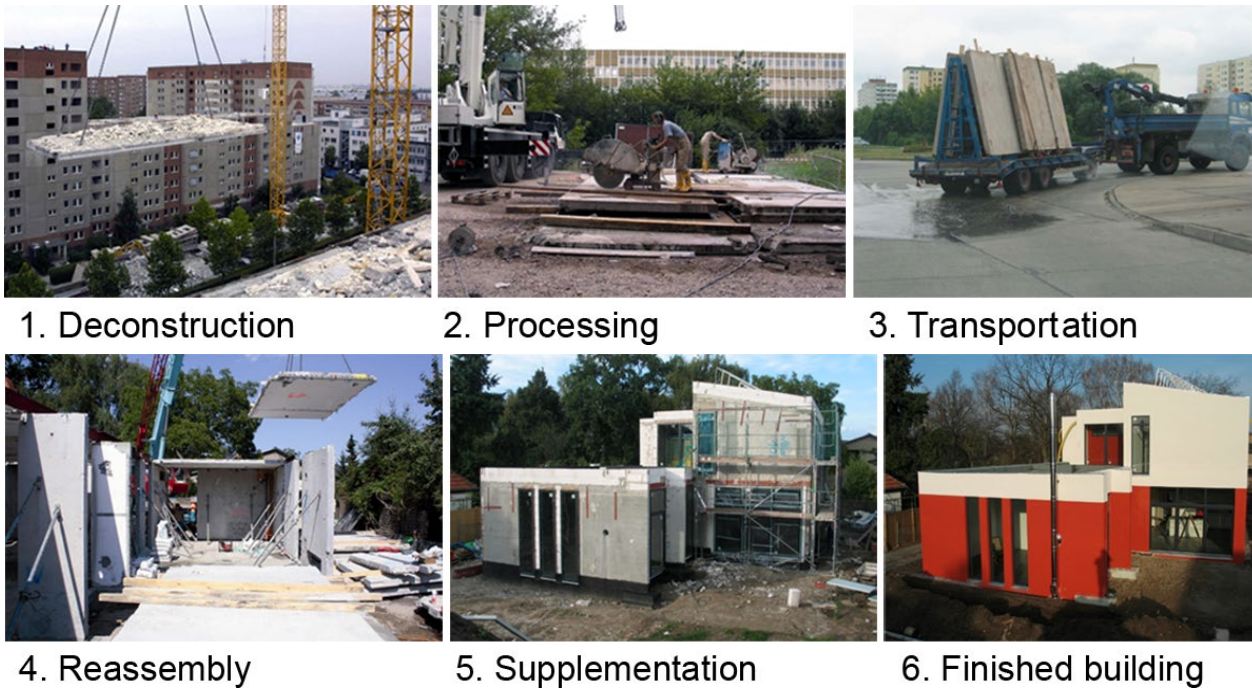 1. Deconstruction
2. Processing
3. Transportation
4. Reassembly
5. Supplementation
6. Finished building